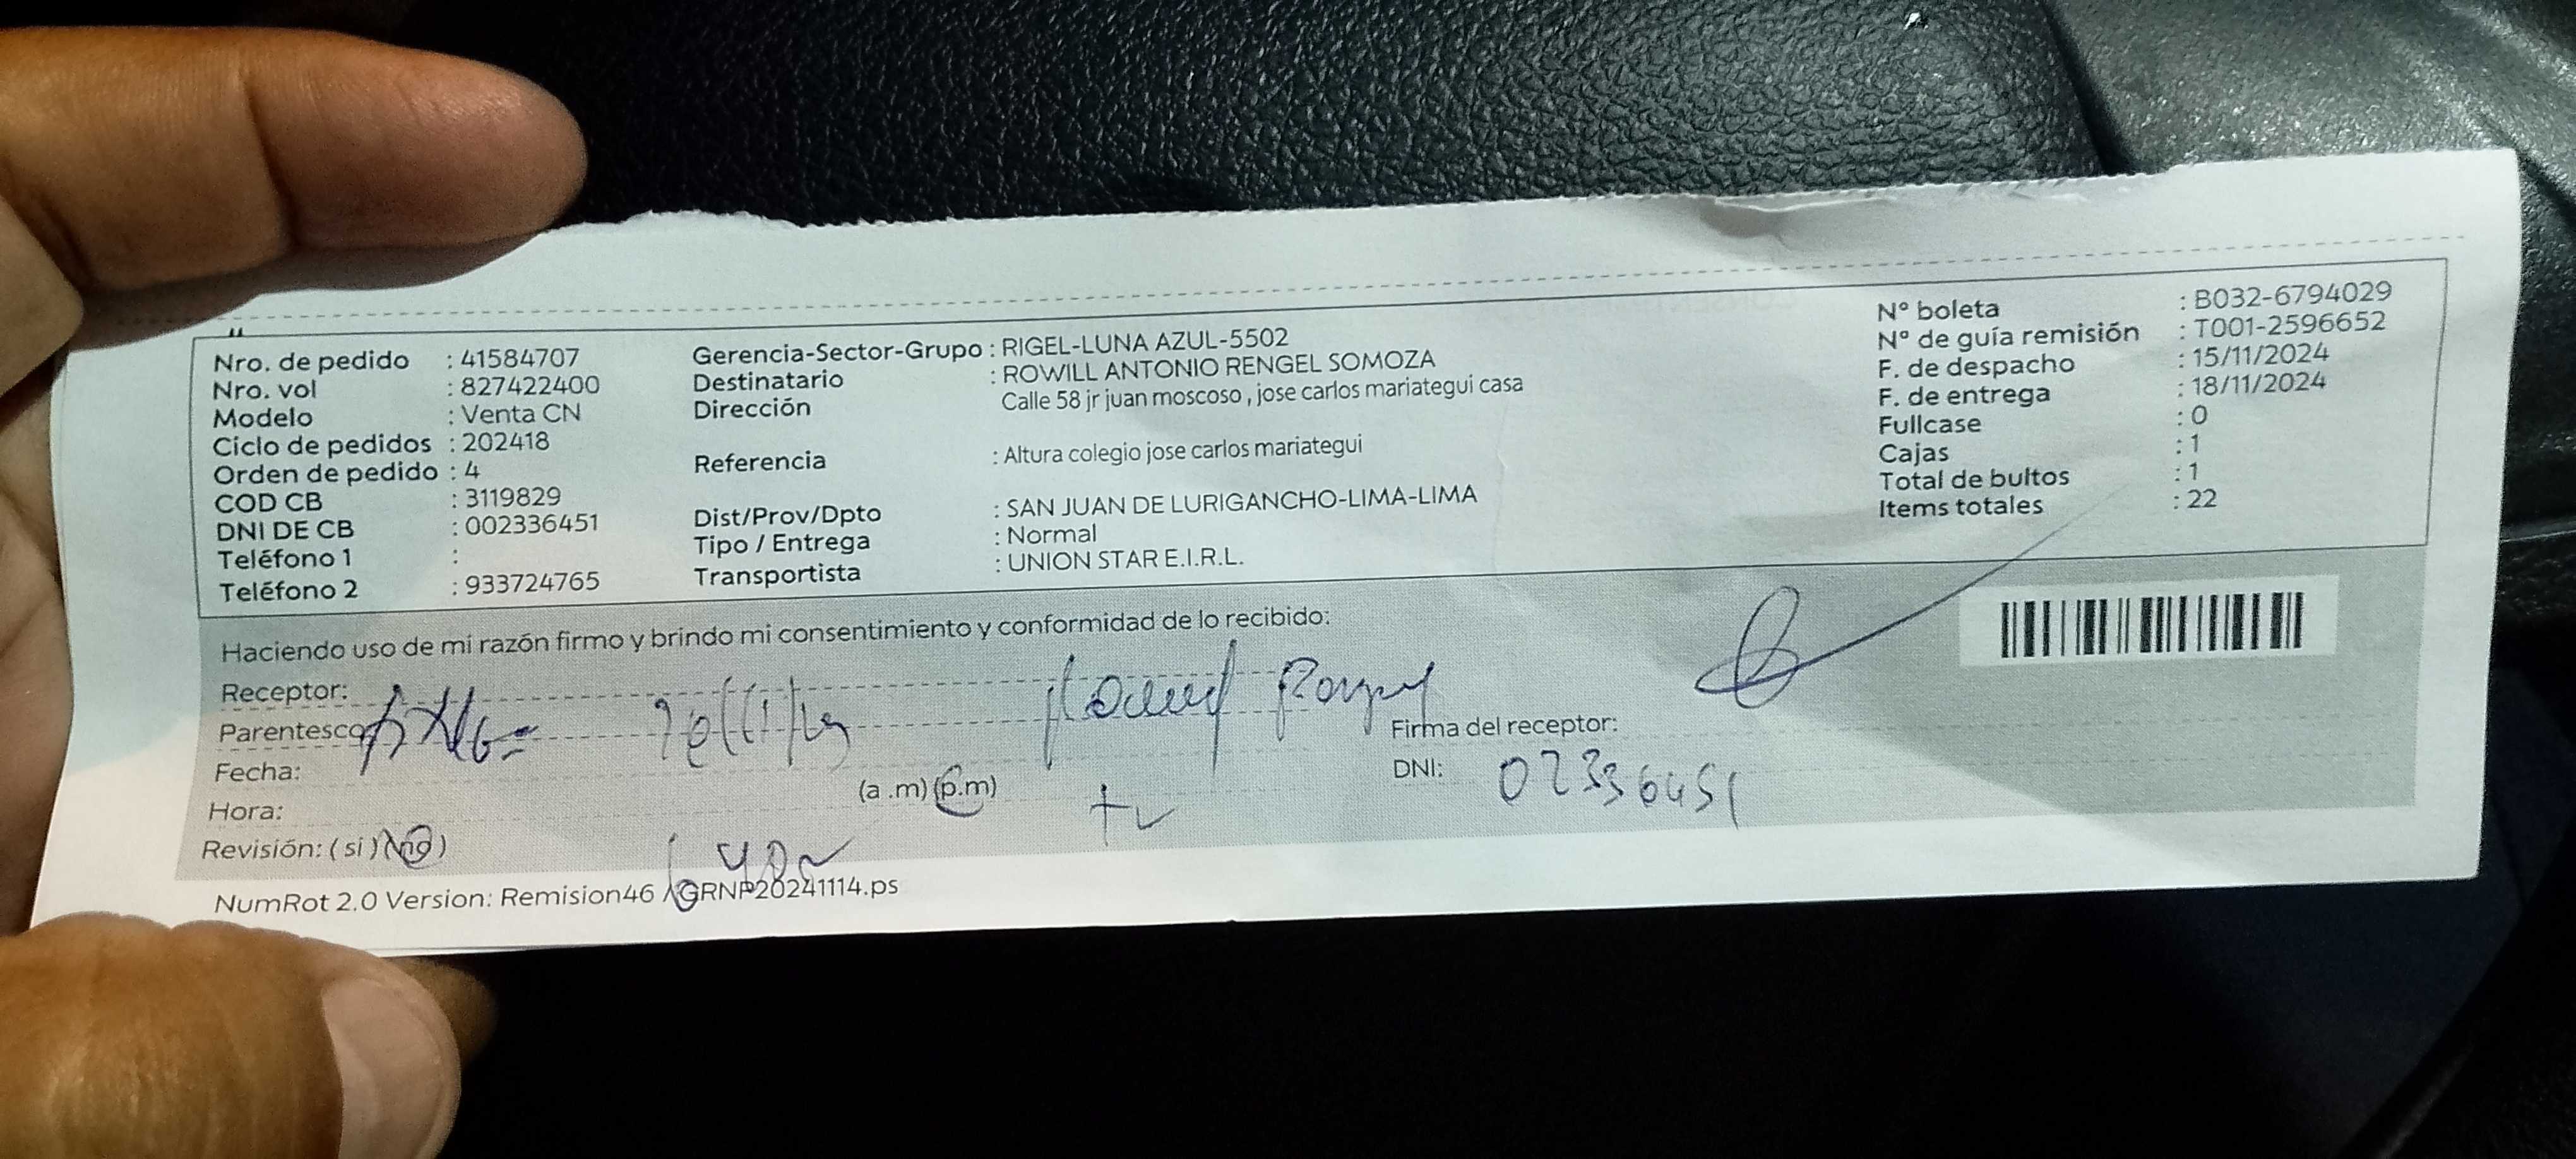 Nro. de pedido : 41584707
Nro. vol : 827422400
Modelo : Venta CN
Ciclo de pedidos : 202418
Orden de pedido : 4
COD CB : 3119829
DNI DE CB : 002336451
Teléfono 1 :
Teléfono 2 : 933724765
Gerencia-Sector-Grupo : RIGEL-LUNA AZUL-5502
Destinatario : ROWILL ANTONIO RENGEL SOMOZA
Dirección Calle 58 jr juan moscoso , jose carlos mariategui casa
Referencia : Altura colegio jose carlos mariategui
Dist/Prov/Dpto : SAN JUAN DE LURIGANCHO-LIMA-LIMA
Tipo / Entrega : Normal
Transportista : UNION STAR E.I.R.L.
N° boleta : B032-6794029
N° de guía remisión : T001-2596652
F. de despacho : 15/11/2024
F. de entrega : 18/11/2024
Fullcase : 0
Cajas : 1
Total de bultos : 1
Items totales : 22
Haciendo uso de mi razón firmo y brindo mi consentimiento y conformidad de lo recibido:
Receptor:
Parentesco
Firma del receptor:
Fecha:
DNI: 02336451
Hora: (a .m) (p.m)
Revisión: ( si ) ( no )
NumRot 2.0 Version: Remision46 /GRNP20241114.ps